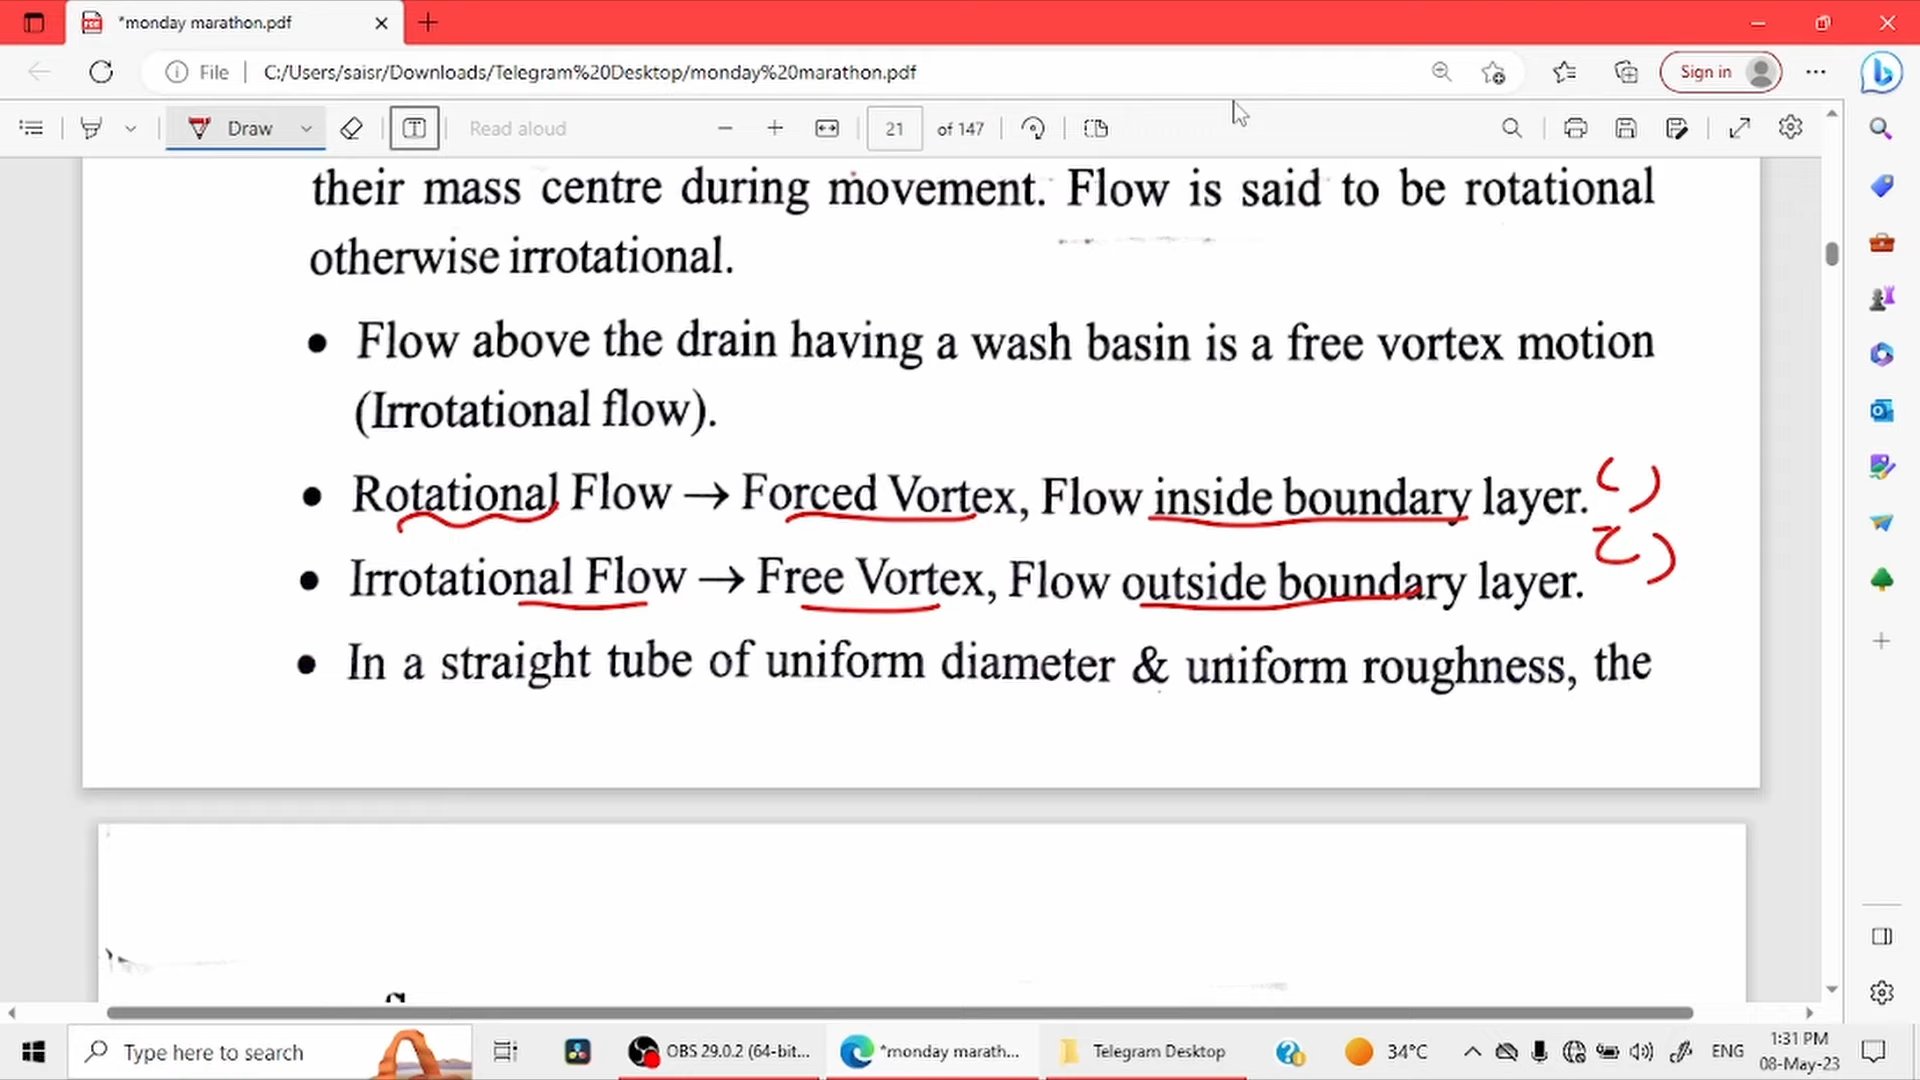 *monday marathon.pdf
File
C:/Users/saisr/Downloads/Telegram%20Desktop/monday%20marathon.pdf
Sign in
Draw
Read aloud
21
of 147
their mass centre during movement. Flow is said to be rotational
otherwise irrotational.
• Flow above the drain having a wash basin is a free vortex motion
(Irrotational flow).
• Rotational Flow → Forced Vortex, Flow inside boundary layer.
• Irrotational Flow → Free Vortex, Flow outside boundary layer.
• In a straight tube of uniform diameter & uniform roughness, the
Type here to search
OBS 29.0.2 (64-bit...
*monday marath...
Telegram Desktop
34°C
ENG
1:31 PM
08-May-23